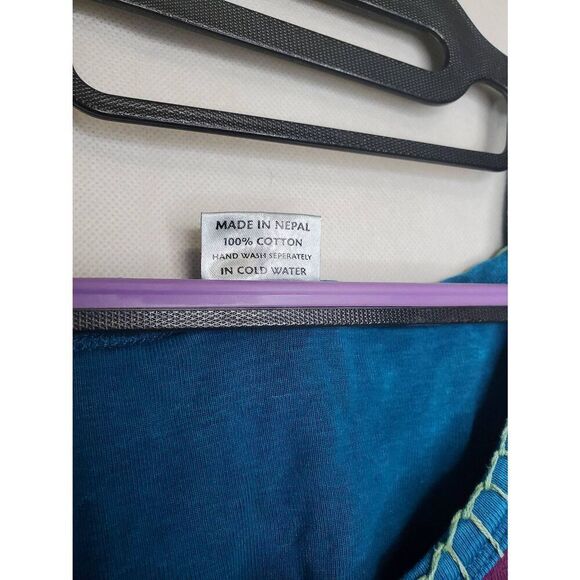 MADE IN NEPAL
100% COTTON
HAND WASH SEPERATELY
IN COLD WATER